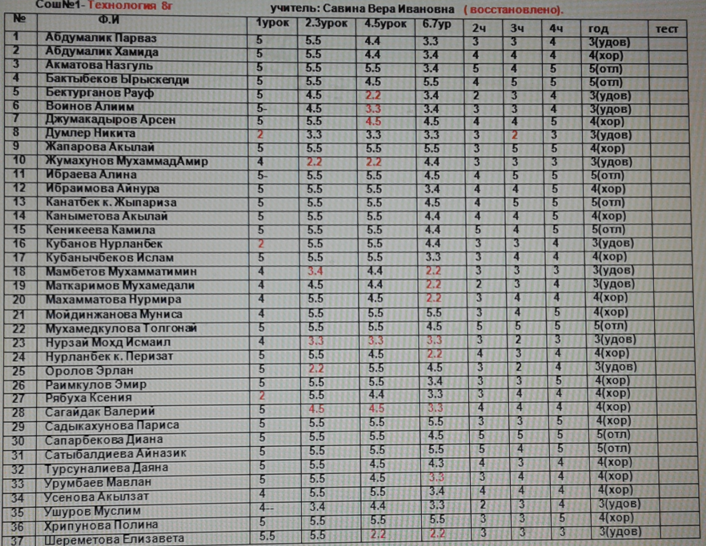 Сош№1- Технология 8г учитель: Савина Вера Ивановна ( восстановлено).
№ Ф.И 1урок 2.3урок 4.5урок 6.7ур 2ч 3ч 4ч год тест
1 Абдумалик Парваз 5 5.5 4.4 3.3 3 3 4 3(удов)
2 Абдумалик Хамида 5 5.5 4.5 3.4 4 4 4 4(хор)
3 Акматова Назгуль 5 5.5 5.5 3.4 5 4 5 5(отл)
4 Бактыбеков Ырыскелди 5 5.5 4.5 5.5 4 5 5 5(отл)
5 Бектурганов Рауф 5 4.5 2.2 3.4 2 3 4 3(удов)
6 Воинов Алиим 5- 4.5 3.3 3.4 3 3 4 3(удов)
7 Джумакадыров Арсен 5 5.5 4.5 4.5 4 4 5 4(хор)
8 Думлер Никита 2 3.3 3.3 3.3 3 2 3 3(удов)
9 Жапарова Акылай 5 5.5 5.5 5.5 3 5 5 4(хор)
10 Жумахунов МухаммадАмир 4 2.2 2.2 4.4 3 3 3 3(удов)
11 Ибраева Алина 5- 5.5 5.5 4.5 4 5 5 5(отл)
12 Ибраимова Айнура 5 5.5 5.5 3.4 4 4 5 4(хор)
13 Канатбек к. Жыпариза 5 5.5 5.5 4.5 4 5 5 5(отл)
14 Каныметова Акылай 5 5.5 5.5 4.4 4 4 5 4(хор)
15 Кеникеева Камила 5 5.5 5.5 4.4 5 4 5 5(отл)
16 Кубанов Нурланбек 2 5.5 5.5 4.4 3 3 4 3(удов)
17 Кубанычбеков Ислам 5 5.5 5.5 3.3 3 4 4 4(хор)
18 Мамбетов Мухамматимин 4 3.4 4.4 2.2 3 3 3 3(удов)
19 Маткаримов Мухамедали 4 4.5 4.4 2.2 2 3 4 3(удов)
20 Махамматова Нурмира 4 5.5 4.5 2.2 3 4 4 4(хор)
21 Мойдинжанова Муниса 4 5.5 5.5 5.5 3 4 5 4(хор)
22 Мухамедкулова Толгонай 5 5.5 5.5 4.5 5 5 5 5(отл)
23 Нурзай Мохд Исмаил 4 3.3 3.3 3.3 3 2 3 3(удов)
24 Нурланбек к. Перизат 5 5.5 4.5 2.2 4 3 4 4(хор)
25 Оролов Эрлан 5 2.2 5.5 4.5 3 2 4 3(удов)
26 Раимкулов Эмир 5 5.5 5.5 3.4 3 3 5 4(хор)
27 Рябуха Ксения 2 5.5 4.4 3.3 3 4 4 4(хор)
28 Сагайдак Валерий 5 4.5 4.5 3.3 4 4 4 4(хор)
29 Садыкахунова Париса 5 5.5 5.5 5.5 3 3 5 4(хор)
30 Сапарбекова Диана 5 5.5 5.5 4.5 5 5 5 5(отл)
31 Сатыбалдиева Айназик 5 5.5 5.5 5.5 5 4 5 5(отл)
32 Турсуналиева Даяна 5 5.5 4.5 4.3 4 3 4 4(хор)
33 Урумбаев Мавлан 5 5.5 4.5 3.3 3 4 4 4(хор)
34 Усенова Акылзат 4 5.5 5.5 3.4 4 4 4 4(хор)
35 Ушуров Муслим 4-- 3.4 4.4 3.3 2 3 4 3(удов)
36 Хрипунова Полина 5 5.5 5.5 5.5 3 3 5 4(хор)
37 Шереметова Елизавета 5.5 5.5 2.2 2.2 3 3 3 3(удов)